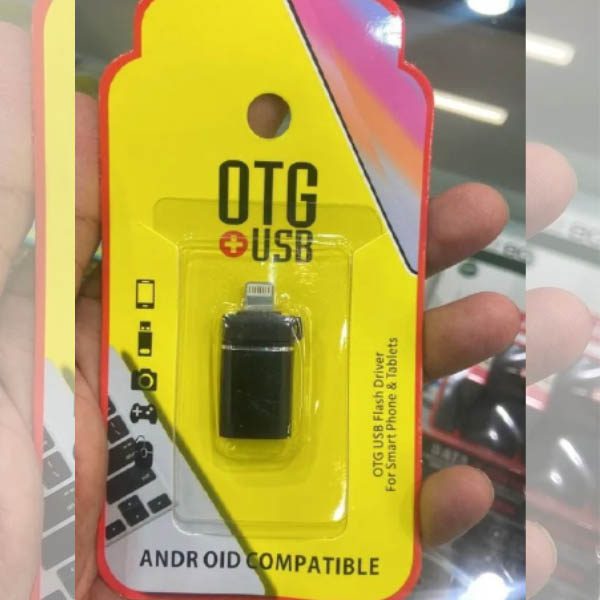 OTG
USB
OTG USB Flash Driver
For Smart Phone & Tablets
ANDR OID COMPATIBLE